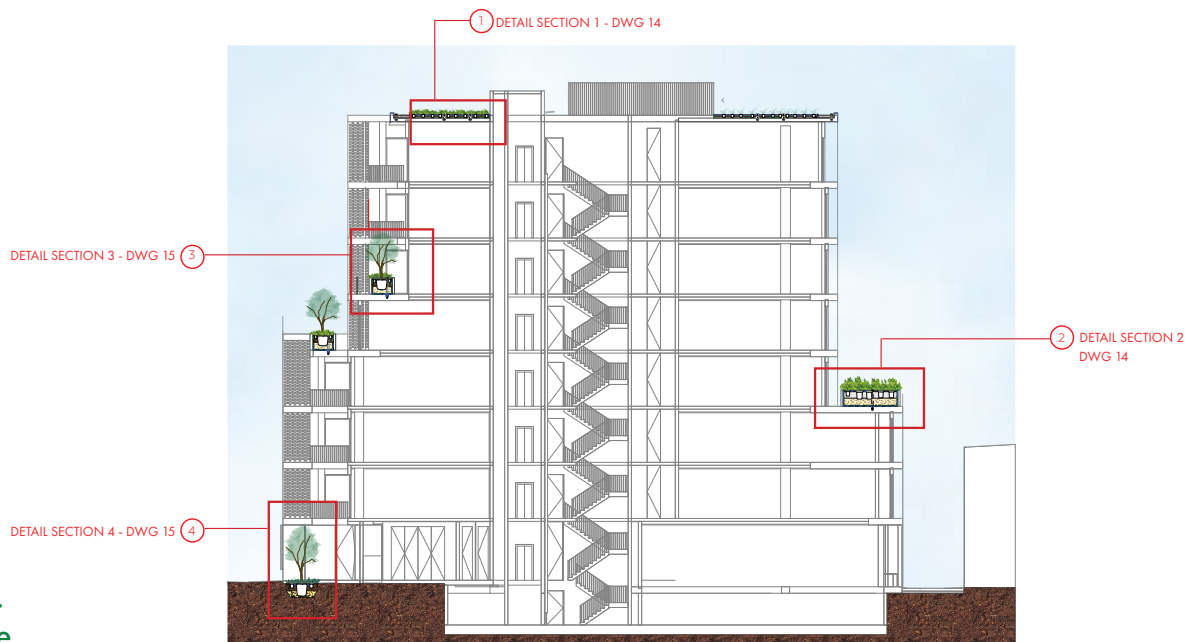 1 DETAIL SECTION 1 - DWG 14
DETAIL SECTION 3 - DWG 15 3
2 DETAIL SECTION 2
DWG 14
DETAIL SECTION 4 - DWG 15 4
e